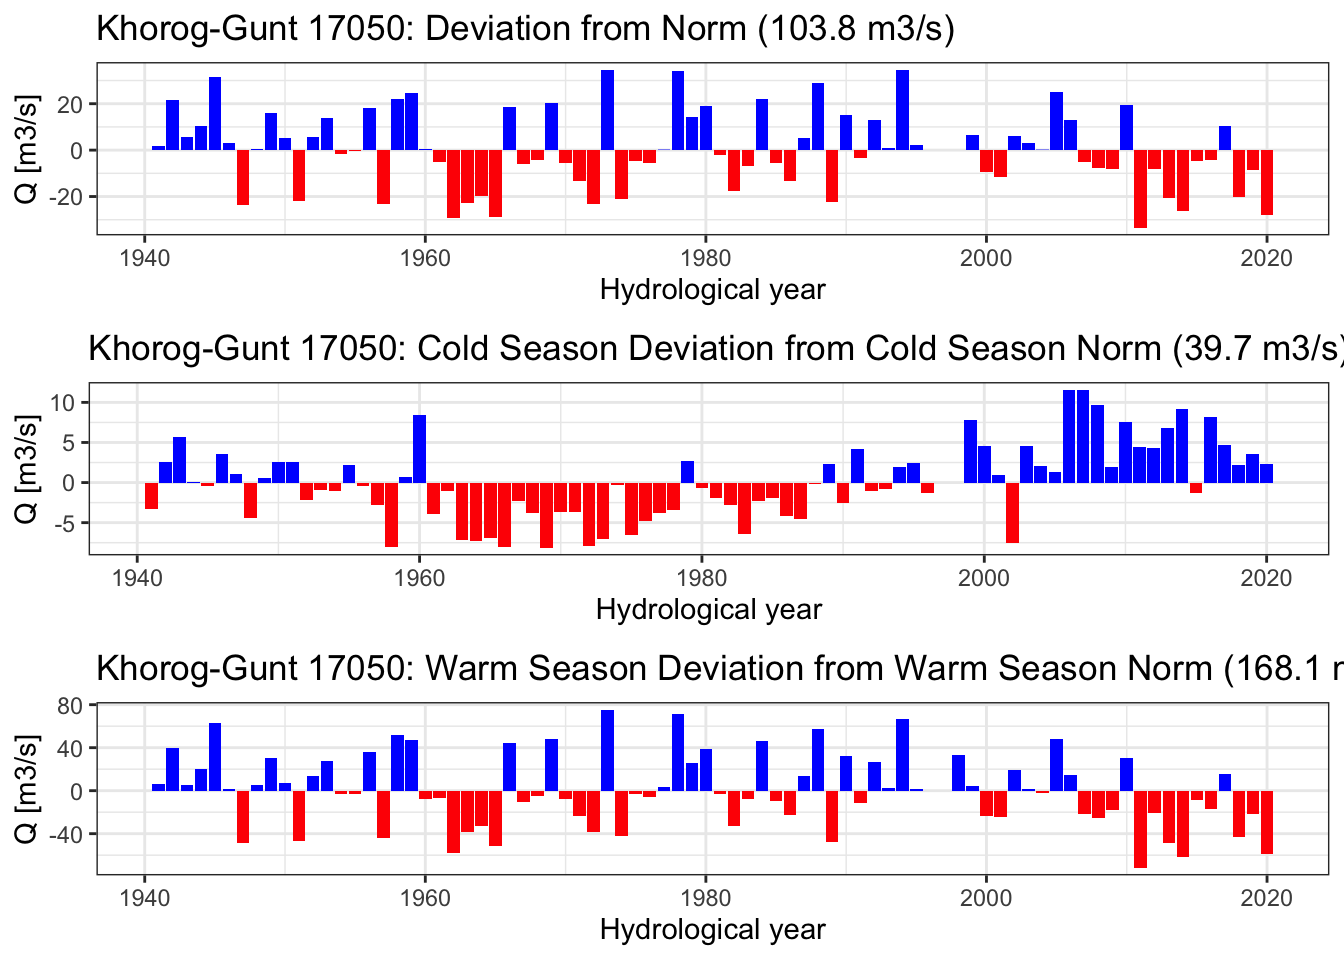 Khorog-Gunt 17050: Deviation from Norm (103.8 m3/s)
Q [m3/s]
20
0
-20
1940 1960 1980 2000 2020
Hydrological year
Khorog-Gunt 17050: Cold Season Deviation from Cold Season Norm (39.7 m3/s)
Q [m3/s]
10
5
0
-5
1940 1960 1980 2000 2020
Hydrological year
Khorog-Gunt 17050: Warm Season Deviation from Warm Season Norm (168.1 m
Q [m3/s]
80
40
0
-40
1940 1960 1980 2000 2020
Hydrological year